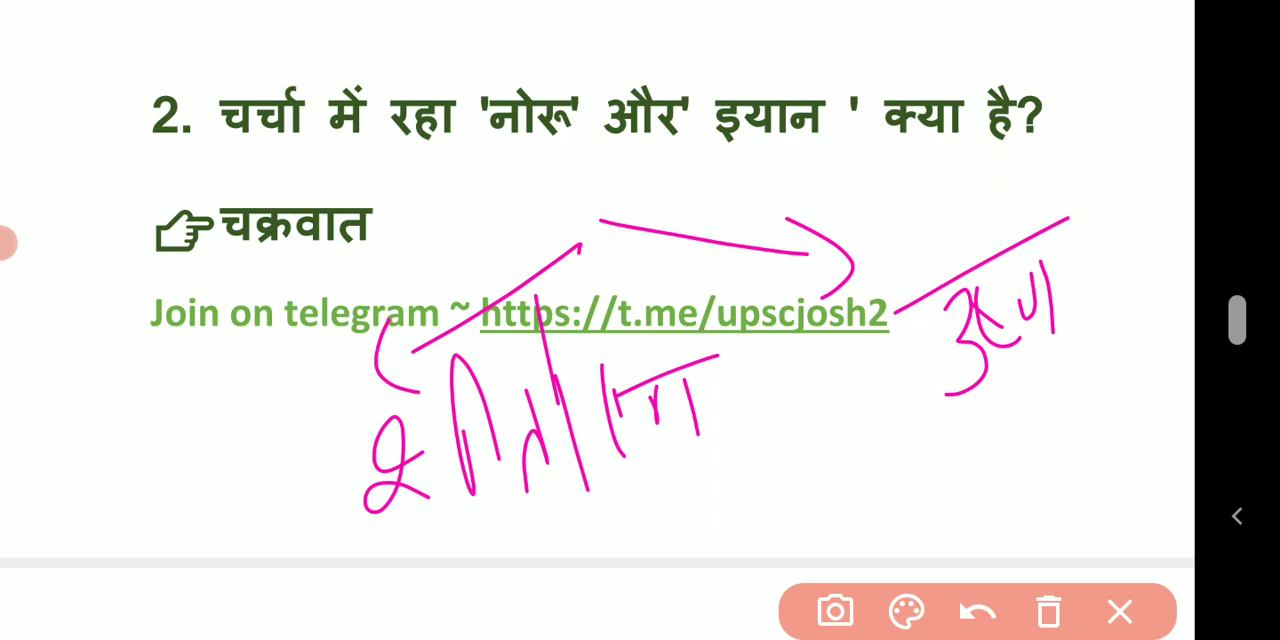 2. चर्चा में रहा 'नोरू' और' इयान ' क्या है?
👉चक्रवात
Join on telegram ~ https://t.me/upscjosh2